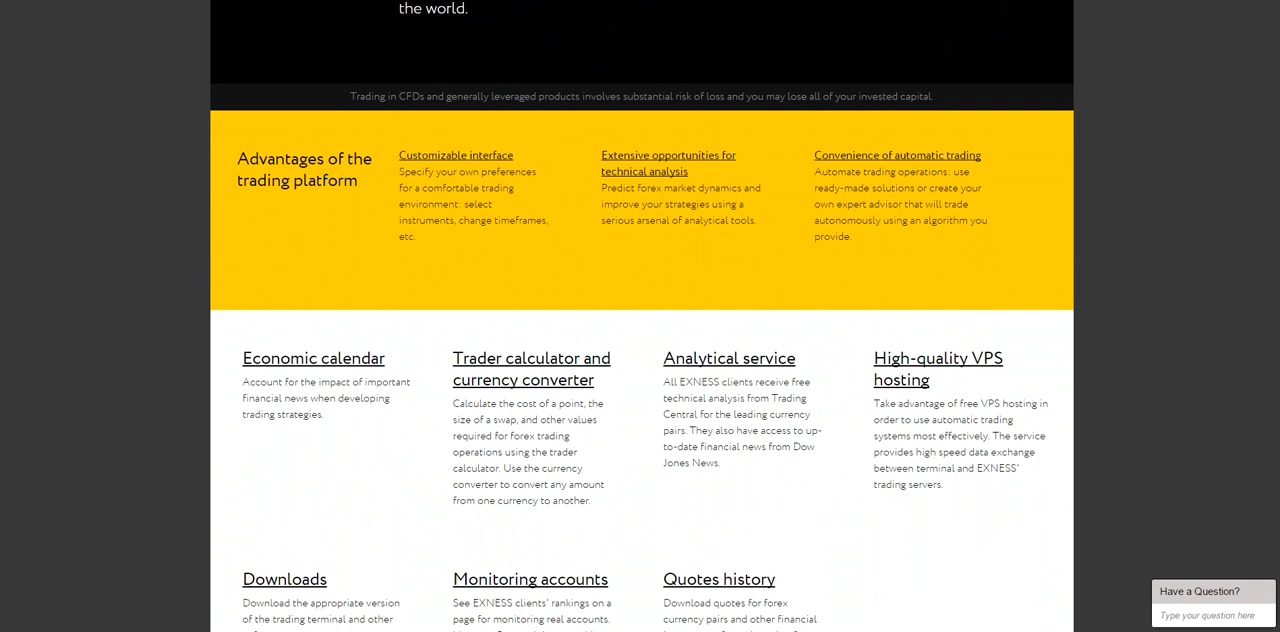 the world.
Trading in CFDs and generally leveraged products involves substantial risk of loss and you may lose all of your invested capital.
Advantages of the
trading platform
Customizable interface
Specify your own preferences
for a comfortable trading
environment: select
instruments, change timeframes,
etc.
Extensive opportunities for
technical analysis
Predict forex market dynamics and
improve your strategies using a
serious arsenal of analytical tools.
Convenience of automatic trading
Automate trading operations: use
ready-made solutions or create your
own expert advisor that will trade
autonomously using an algorithm you
provide.
Economic calendar
Account for the impact of important
financial news when developing
trading strategies.
Trader calculator and
currency converter
Calculate the cost of a point, the
size of a swap, and other values
required for forex trading
operations using the trader
calculator. Use the currency
converter to convert any amount
from one currency to another.
Analytical service
All EXNESS clients receive free
technical analysis from Trading
Central for the leading currency
pairs. They also have access to up-
to-date financial news from Dow
Jones News.
High-quality VPS
hosting
Take advantage of free VPS hosting in
order to use automatic trading
systems most effectively. The service
provides high speed data exchange
between terminal and EXNESS'
trading servers.
Downloads
Download the appropriate version
of the trading terminal and other
Monitoring accounts
See EXNESS clients' rankings on a
page for monitoring real accounts.
Quotes history
Download quotes for forex
currency pairs and other financial
Have a Question?
Type your question here